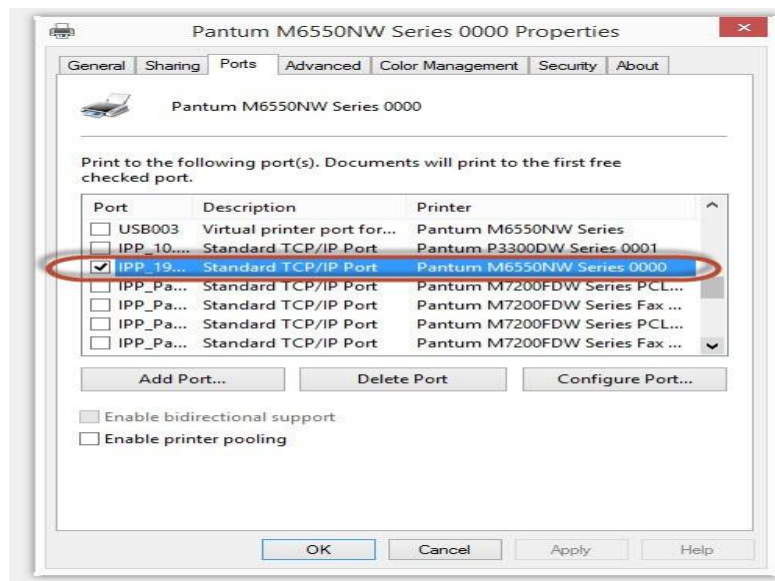 Pantum M6550NW Series 0000 Properties
General Sharing Ports Advanced Color Management Security About
Pantum M6550NW Series 0000
Print to the following port(s). Documents will print to the first free
checked port.
Port Description Printer
USB003 Virtual printer port for... Pantum M6550NW Series
IPP_10.... Standard TCP/IP Port Pantum P3300DW Series 0001
IPP_19... Standard TCP/IP Port Pantum M6550NW Series 0000
IPP_Pa... Standard TCP/IP Port Pantum M7200FDW Series PCL...
IPP_Pa... Standard TCP/IP Port Pantum M7200FDW Series Fax ...
IPP_Pa... Standard TCP/IP Port Pantum M7200FDW Series PCL...
IPP_Pa... Standard TCP/IP Port Pantum M7200FDW Series Fax ...
Add Port... Delete Port Configure Port...
Enable bidirectional support
Enable printer pooling
OK Cancel Apply Help